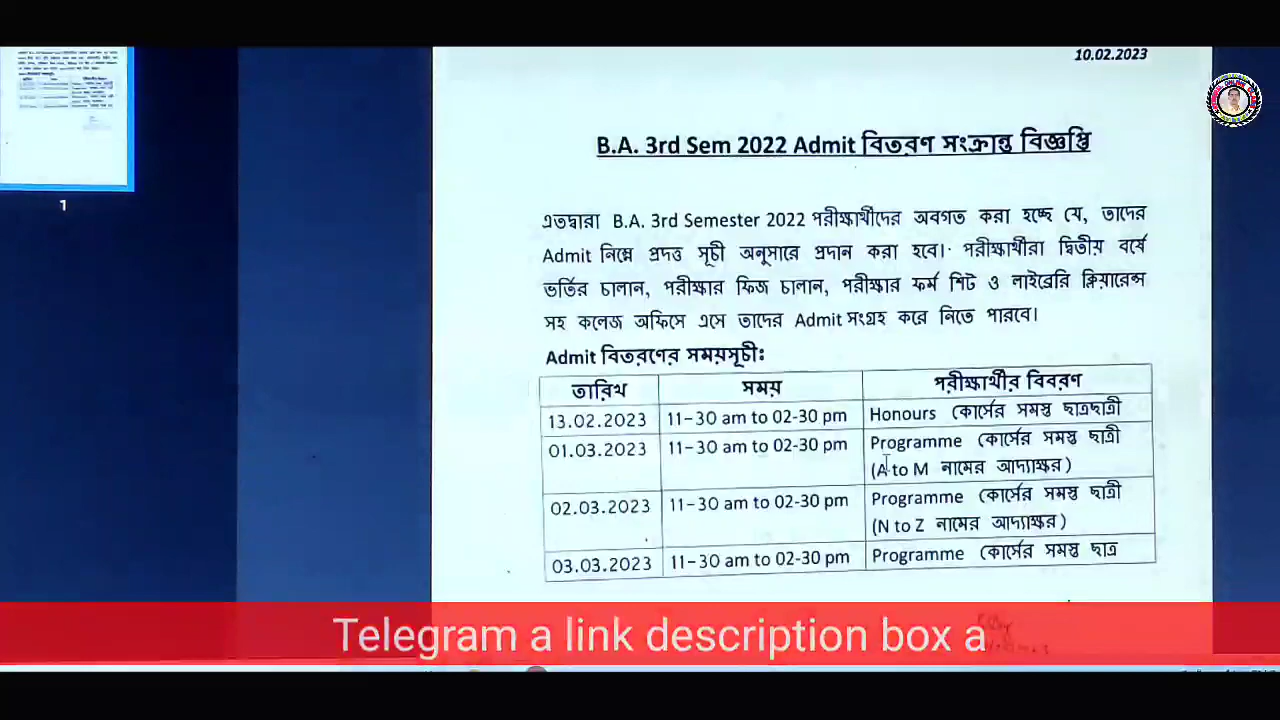 10.02.2023
B.A. 3rd Sem 2022 Admit বিতরণ সংক্রান্ত বিজ্ঞপ্তি
এতদ্বারা B.A. 3rd Semester 2022 পরীক্ষার্থীদের অবগত করা হচ্ছে যে, তাদের
Admit নিম্নে প্রদত্ত সূচী অনুসারে প্রদান করা হবে। পরীক্ষার্থীরা দ্বিতীয় বর্ষে
ভর্তির চালান, পরীক্ষার ফিজ চালান, পরীক্ষার ফর্ম শিট ও লাইব্রেরি ক্লিয়ারেন্স
সহ কলেজ অফিসে এসে তাদের Admit সংগ্রহ করে নিতে পারবে।
Admit বিতরণের সময়সূচী:
তারিখ সময় পরীক্ষার্থীর বিবরণ
13.02.2023 11-30 am to 02-30 pm Honours কোর্সের সমস্ত ছাত্রছাত্রী
01.03.2023 11-30 am to 02-30 pm Programme কোর্সের সমস্ত ছাত্রী
(A to M নামের আদ্যাক্ষর)
02.03.2023 11-30 am to 02-30 pm Programme কোর্সের সমস্ত ছাত্রী
(N to Z নামের আদ্যাক্ষর)
03.03.2023 11-30 am to 02-30 pm Programme কোর্সের সমস্ত ছাত্র
1
Telegram a link description box a